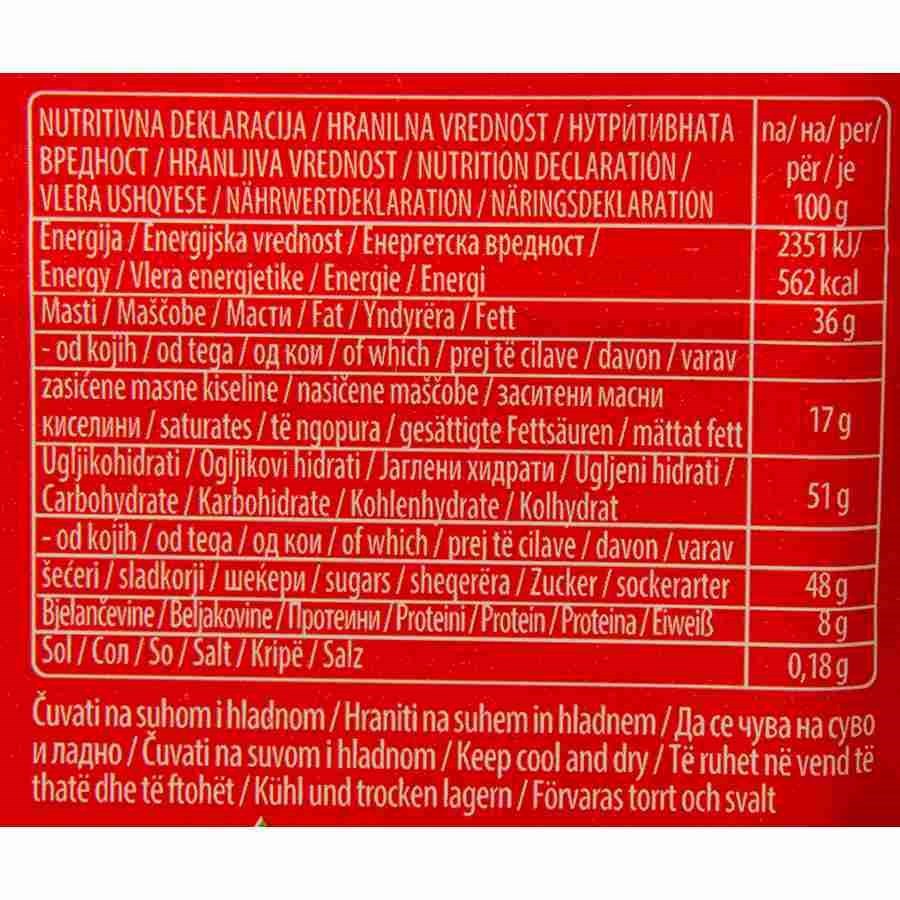 NUTRITIVNA DEKLARACIJA / HRANILNA VREDNOST / НУТРИТИВНАТА
ВРЕДНОСТ / HRANLJIVA VREDNOST / NUTRITION DECLARATION /
VLERA USHQYESE / NÄHRWERTDEKLARATION / NÄRINGSDEKLARATION
na/ на/ per/
për / je
100 g
Energija / Energijska vrednost / Енергетска вредност /
Energy / Vlera energjetike / Energie / Energi
2351 kJ/
562 kcal
Masti / Maščobe / Масти / Fat / Yndyrëra / Fett
36 g
- od kojih / od tega / од кои / of which / prej të cilave / davon / varav
zasićene masne kiseline / nasičene maščobe / заситени масни
киселини / saturates / të ngopura / gesättigte Fettsäuren / mättat fett
17 g
Ugljikohidrati / Ogljikovi hidrati / Јаглени хидрати / Ugljeni hidrati /
Carbohydrate / Karbohidrate / Kohlenhydrate / Kolhydrat
51 g
- od kojih / od tega / од кои / of which / prej të cilave / davon / varav
šećeri / sladkorji / шеќери / sugars / sheqerëra / Zucker / sockerarter
48 g
Bjelančevine / Beljakovine / Протеини / Proteini / Protein / Proteina / Eiweiß
8 g
Sol / Сол / So / Salt / Kripë / Salz
0,18 g
Čuvati na suhom i hladnom / Hraniti na suhem in hladnem / Да се чува на суво
и ладно / Čuvati na suvom i hladnom / Keep cool and dry / Të ruhet në vend të
thatë dhe të ftohët / Kühl und trocken lagern / Förvaras torrt och svalt